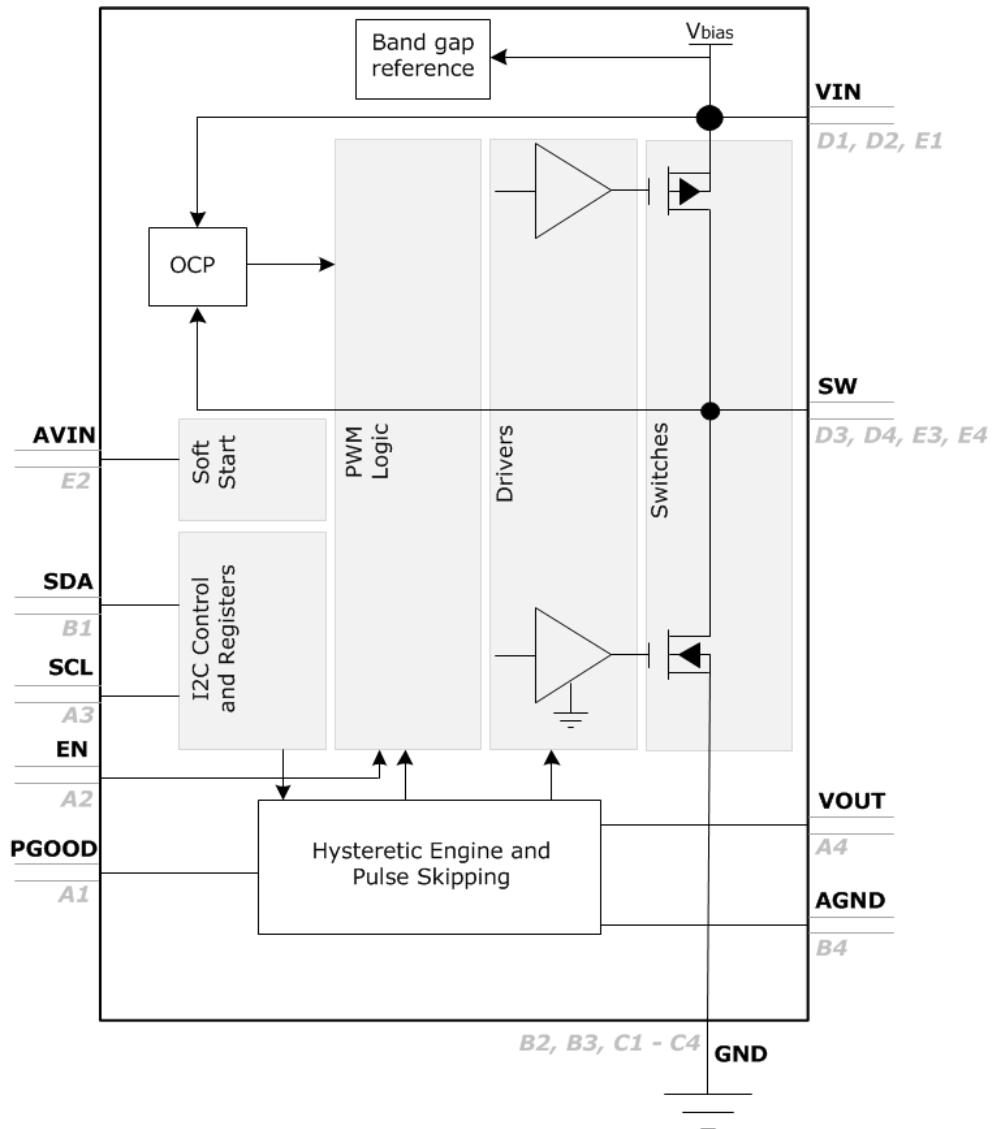 Band gap
reference
Vbias
VIN
D1, D2, E1
OCP
SW
D3, D4, E3, E4
AVIN
E2
Soft
Start
PWM
Logic
Drivers
Switches
SDA
B1
SCL
A3
I2C Control
and Registers
EN
A2
PGOOD
A1
Hysteretic Engine and
Pulse Skipping
VOUT
A4
AGND
B4
B2, B3, C1 - C4
GND